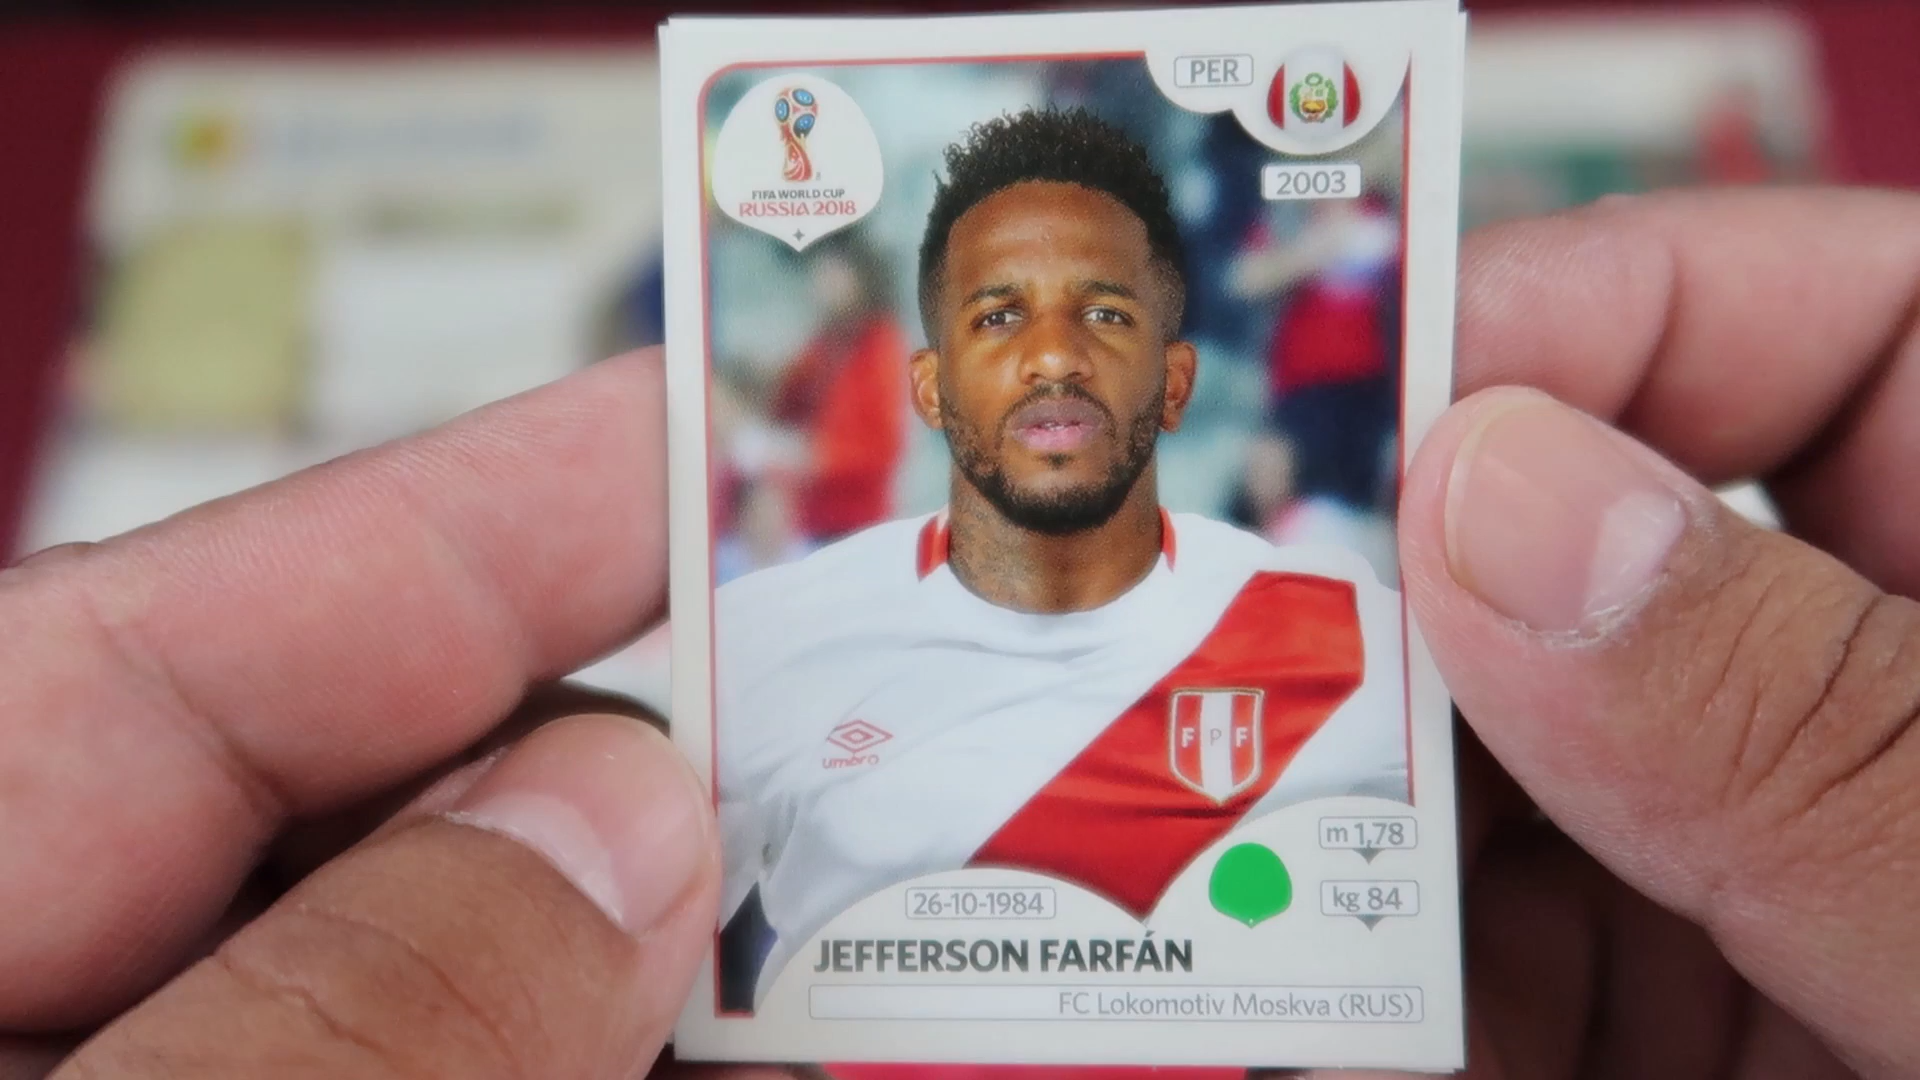 PER
2003
FIFA WORLD CUP
RUSSIA 2018
umbro
F P F
m 1,78
kg 84
26-10-1984
JEFFERSON FARFÁN
FC Lokomotiv Moskva (RUS)